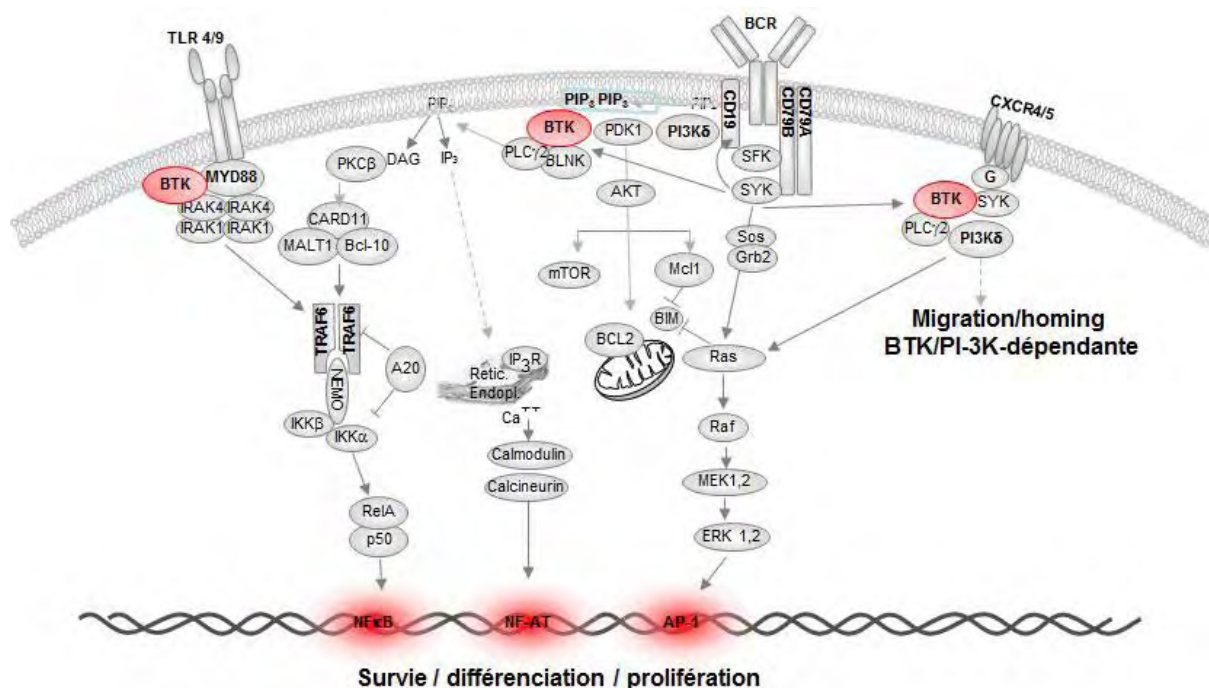 BCR
TLR 4/9
CD19
CD79B
CD79A
CXCR4/5
PIP₃ PIP₃
BTK
PDK1
PI3Kδ
PLCγ2
BLNK
SFK
SYK
PKCβ
DAG
IP₃
BTK
MYD88
IRAK4
IRAK4
IRAK1
IRAK1
AKT
G
BTK
SYK
PLCγ2
PI3Kδ
CARD11
MALT1
Bcl-10
Sos
Grb2
mTOR
Mcl1
BIM
Migration/homing
BTK/PI-3K-dépendante
TRAF6
TRAF6
NEMO
A20
BCL2
Ras
IP₃R
Retic.
Endopl.
IKKβ
IKKα
Ca
Raf
Calmodulin
MEK1,2
Calcineurin
RelA
p50
ERK 1,2
NFκB
NF-AT
AP-1
Survie / différenciation / prolifération